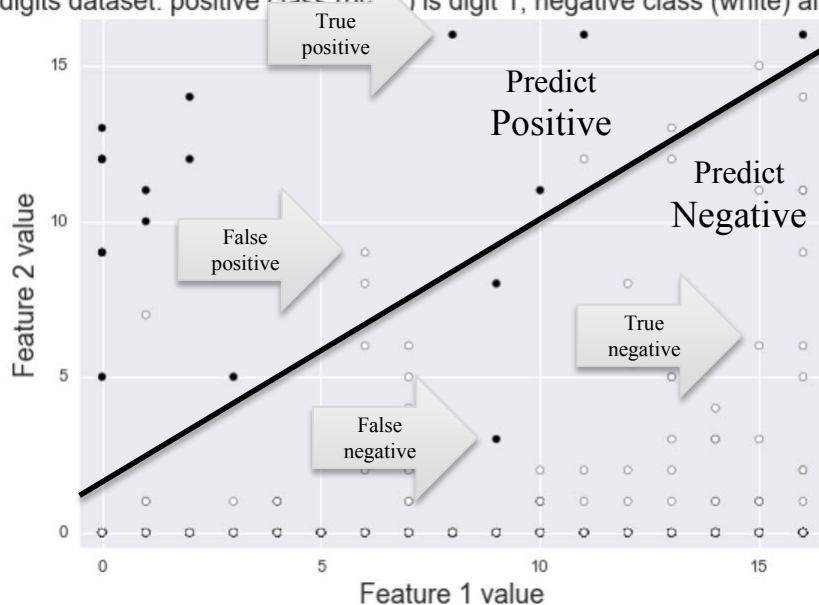 digits dataset: positive class is digit 1, negative class (white)
True
positive
15
Predict
Positive
Predict
Negative
10
False
positive
True
negative
5
False
negative
0
0
5
10
15
Feature 2 value
Feature 1 value